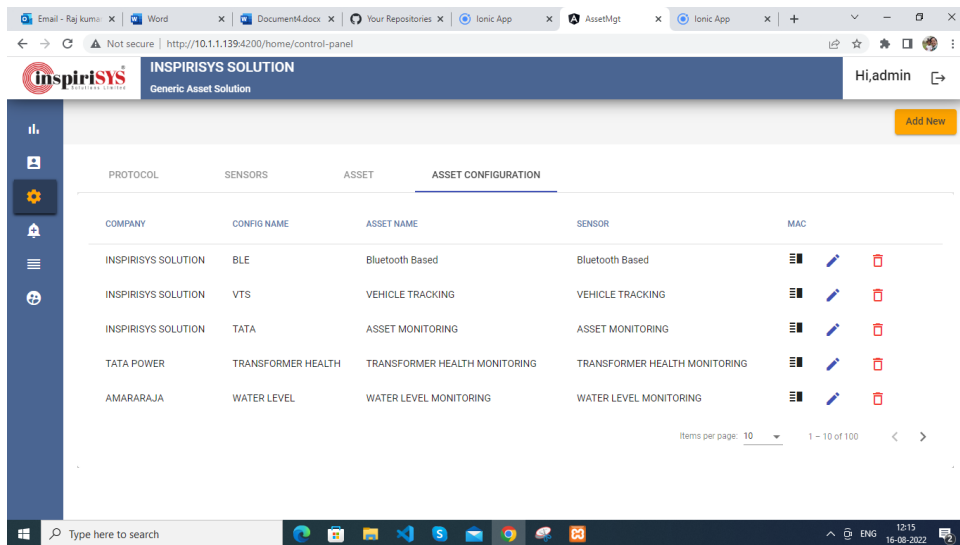 Email - Raj kuma
Word
Document4.docx
Your Repositories
Ionic App
AssetMgt
Ionic App
Not secure http://10.1.1.139:4200/home/control-panel
inspiriSYS
Solutions Limited
INSPIRISYS SOLUTION
Generic Asset Solution
Hi,admin
Add New
PROTOCOL SENSORS ASSET ASSET CONFIGURATION
COMPANY CONFIG NAME ASSET NAME SENSOR MAC
INSPIRISYS SOLUTION BLE Bluetooth Based Bluetooth Based
INSPIRISYS SOLUTION VTS VEHICLE TRACKING VEHICLE TRACKING
INSPIRISYS SOLUTION TATA ASSET MONITORING ASSET MONITORING
TATA POWER TRANSFORMER HEALTH TRANSFORMER HEALTH MONITORING TRANSFORMER HEALTH MONITORING
AMARARAJA WATER LEVEL WATER LEVEL MONITORING WATER LEVEL MONITORING
Items per page: 10 1 – 10 of 100
Type here to search
ENG
12:15
16-08-2022
2